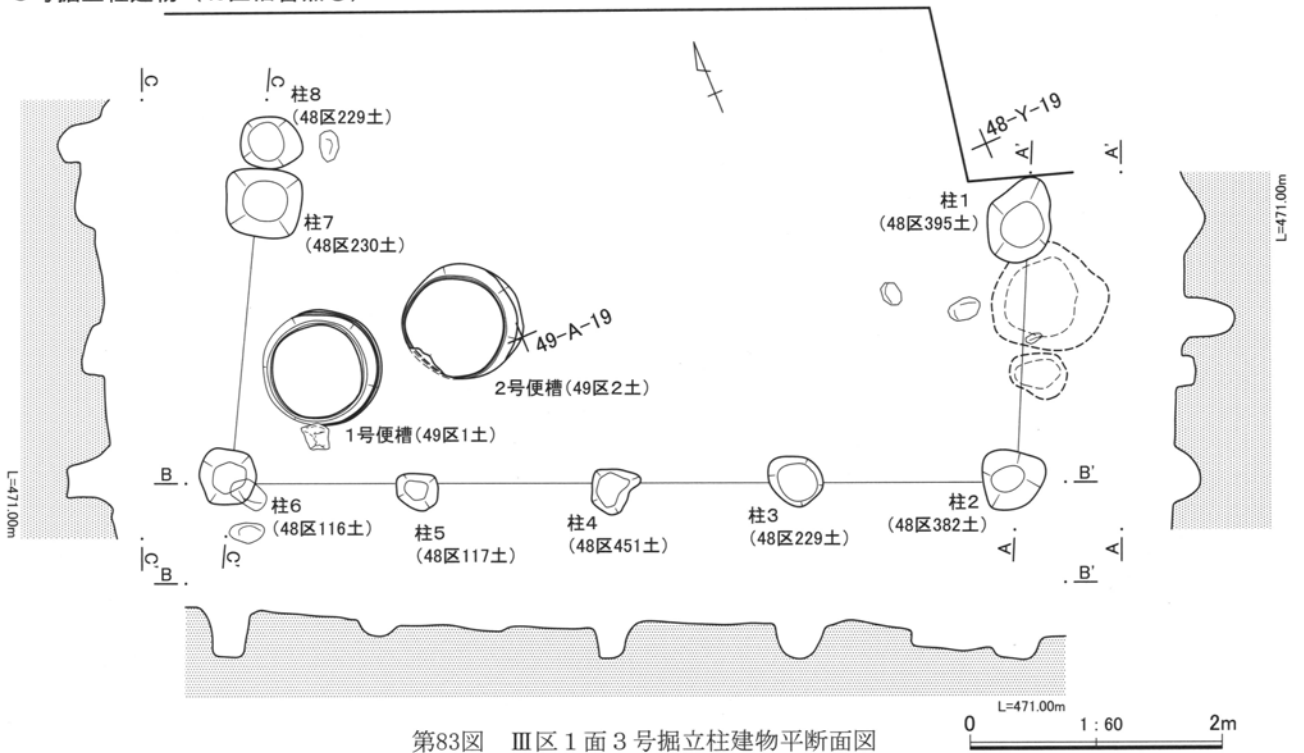 C
C
柱8
(48区229土)
48-Y-19
A'
A'
柱1
(48区395土)
柱7
(48区230土)
L=471.00m
49-A-19
2号便槽(49区2土)
1号便槽(49区1土)
L=471.00m
B
B'
柱6
(48区116土)
柱5
(48区117土)
柱4
(48区451土)
柱3
(48区229土)
柱2
(48区382土)
C'
C'
A
A
B
B'
L=471.00m
0
1:60
2m
第83図 Ⅲ区1面3号掘立柱建物平断面図